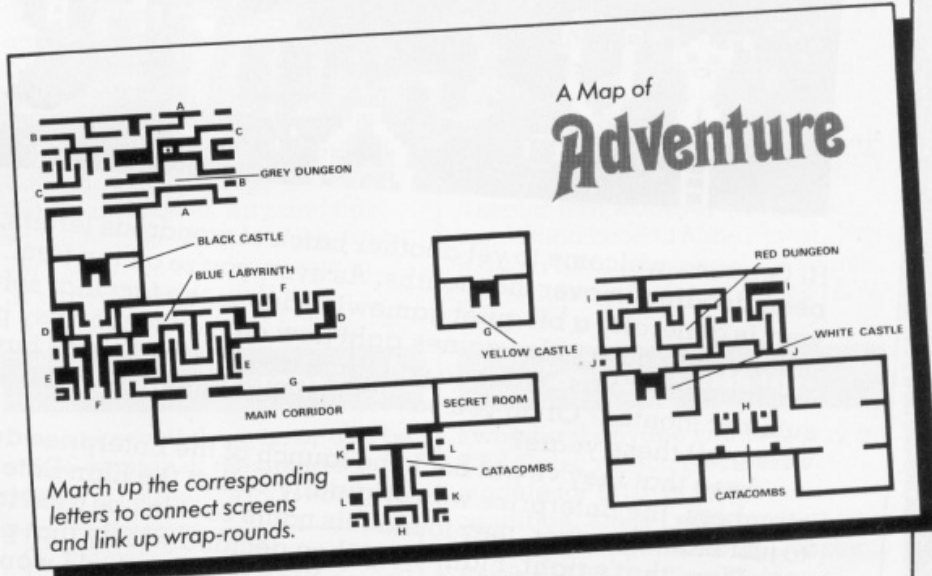 A Map of
Adventure
A
B
C
GREY DUNGEON
C
B
A
BLACK CASTLE
BLUE LABYRINTH
F
D
D
E
E
F
G
YELLOW CASTLE
RED DUNGEON
I
I
WHITE CASTLE
J
J
G
MAIN CORRIDOR
SECRET ROOM
K
L
CATACOMBS
L
K
H
H
CATACOMBS
Match up the corresponding
letters to connect screens
and link up wrap-rounds.